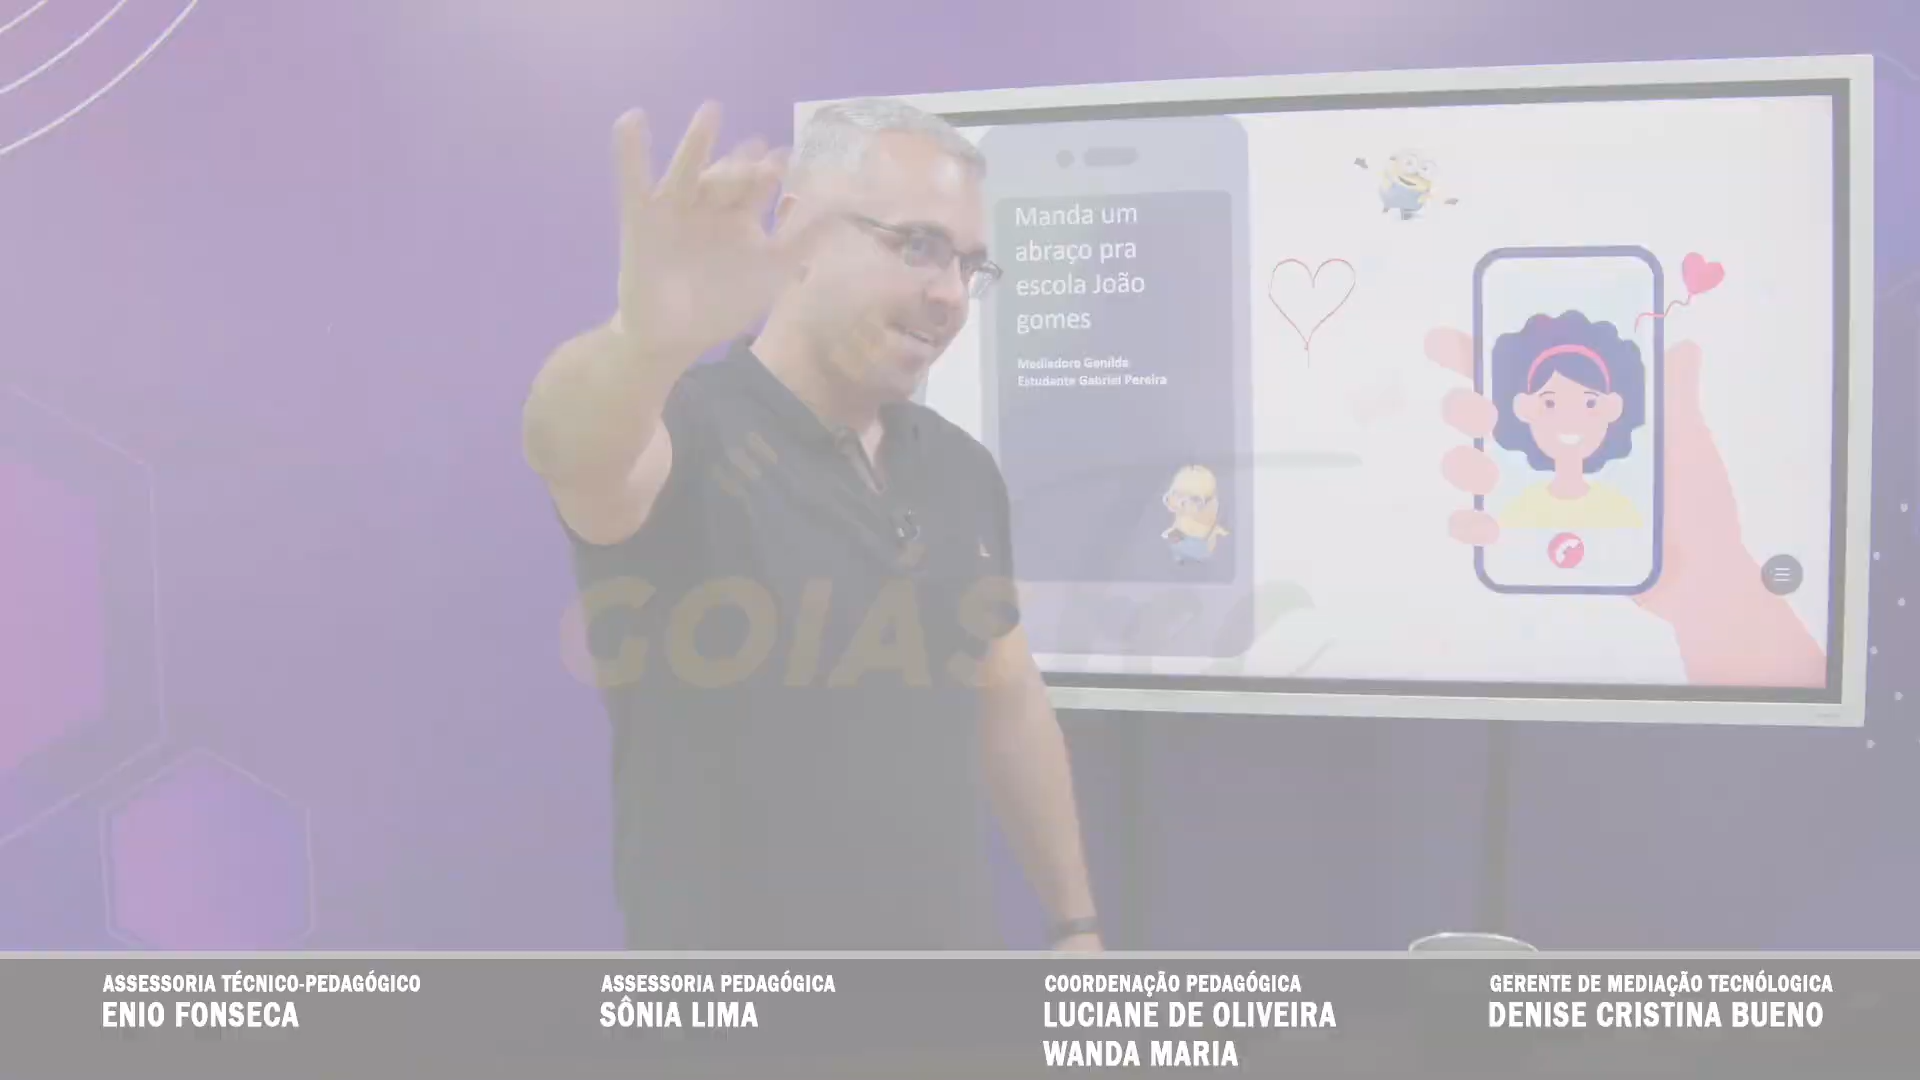 Manda um
abraço pra
escola João
gomes
Mediadora Genilda
Estudante Gabriel Pereira
GOIÁS tec
ASSESSORIA TÉCNICO-PEDAGÓGICO
ENIO FONSECA
ASSESSORIA PEDAGÓGICA
SÔNIA LIMA
COORDENAÇÃO PEDAGÓGICA
LUCIANE DE OLIVEIRA
WANDA MARIA
GERENTE DE MEDIAÇÃO TECNÓLOGICA
DENISE CRISTINA BUENO